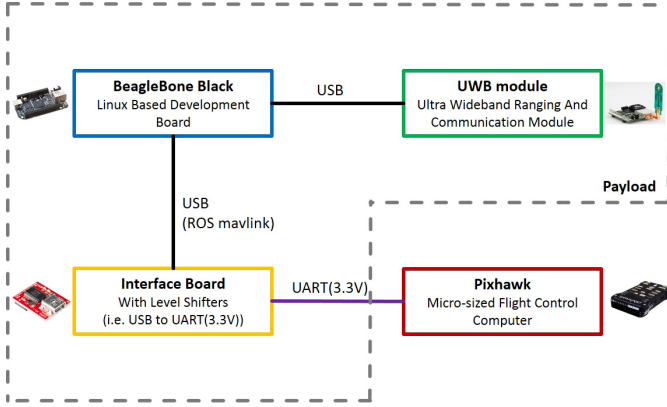 BeagleBone Black
Linux Based Development
Board
USB
UWB module
Ultra Wideband Ranging And
Communication Module
Payload
USB
(ROS mavlink)
Interface Board
With Level Shifters
(i.e. USB to UART(3.3V))
UART(3.3V)
Pixhawk
Micro-sized Flight Control
Computer